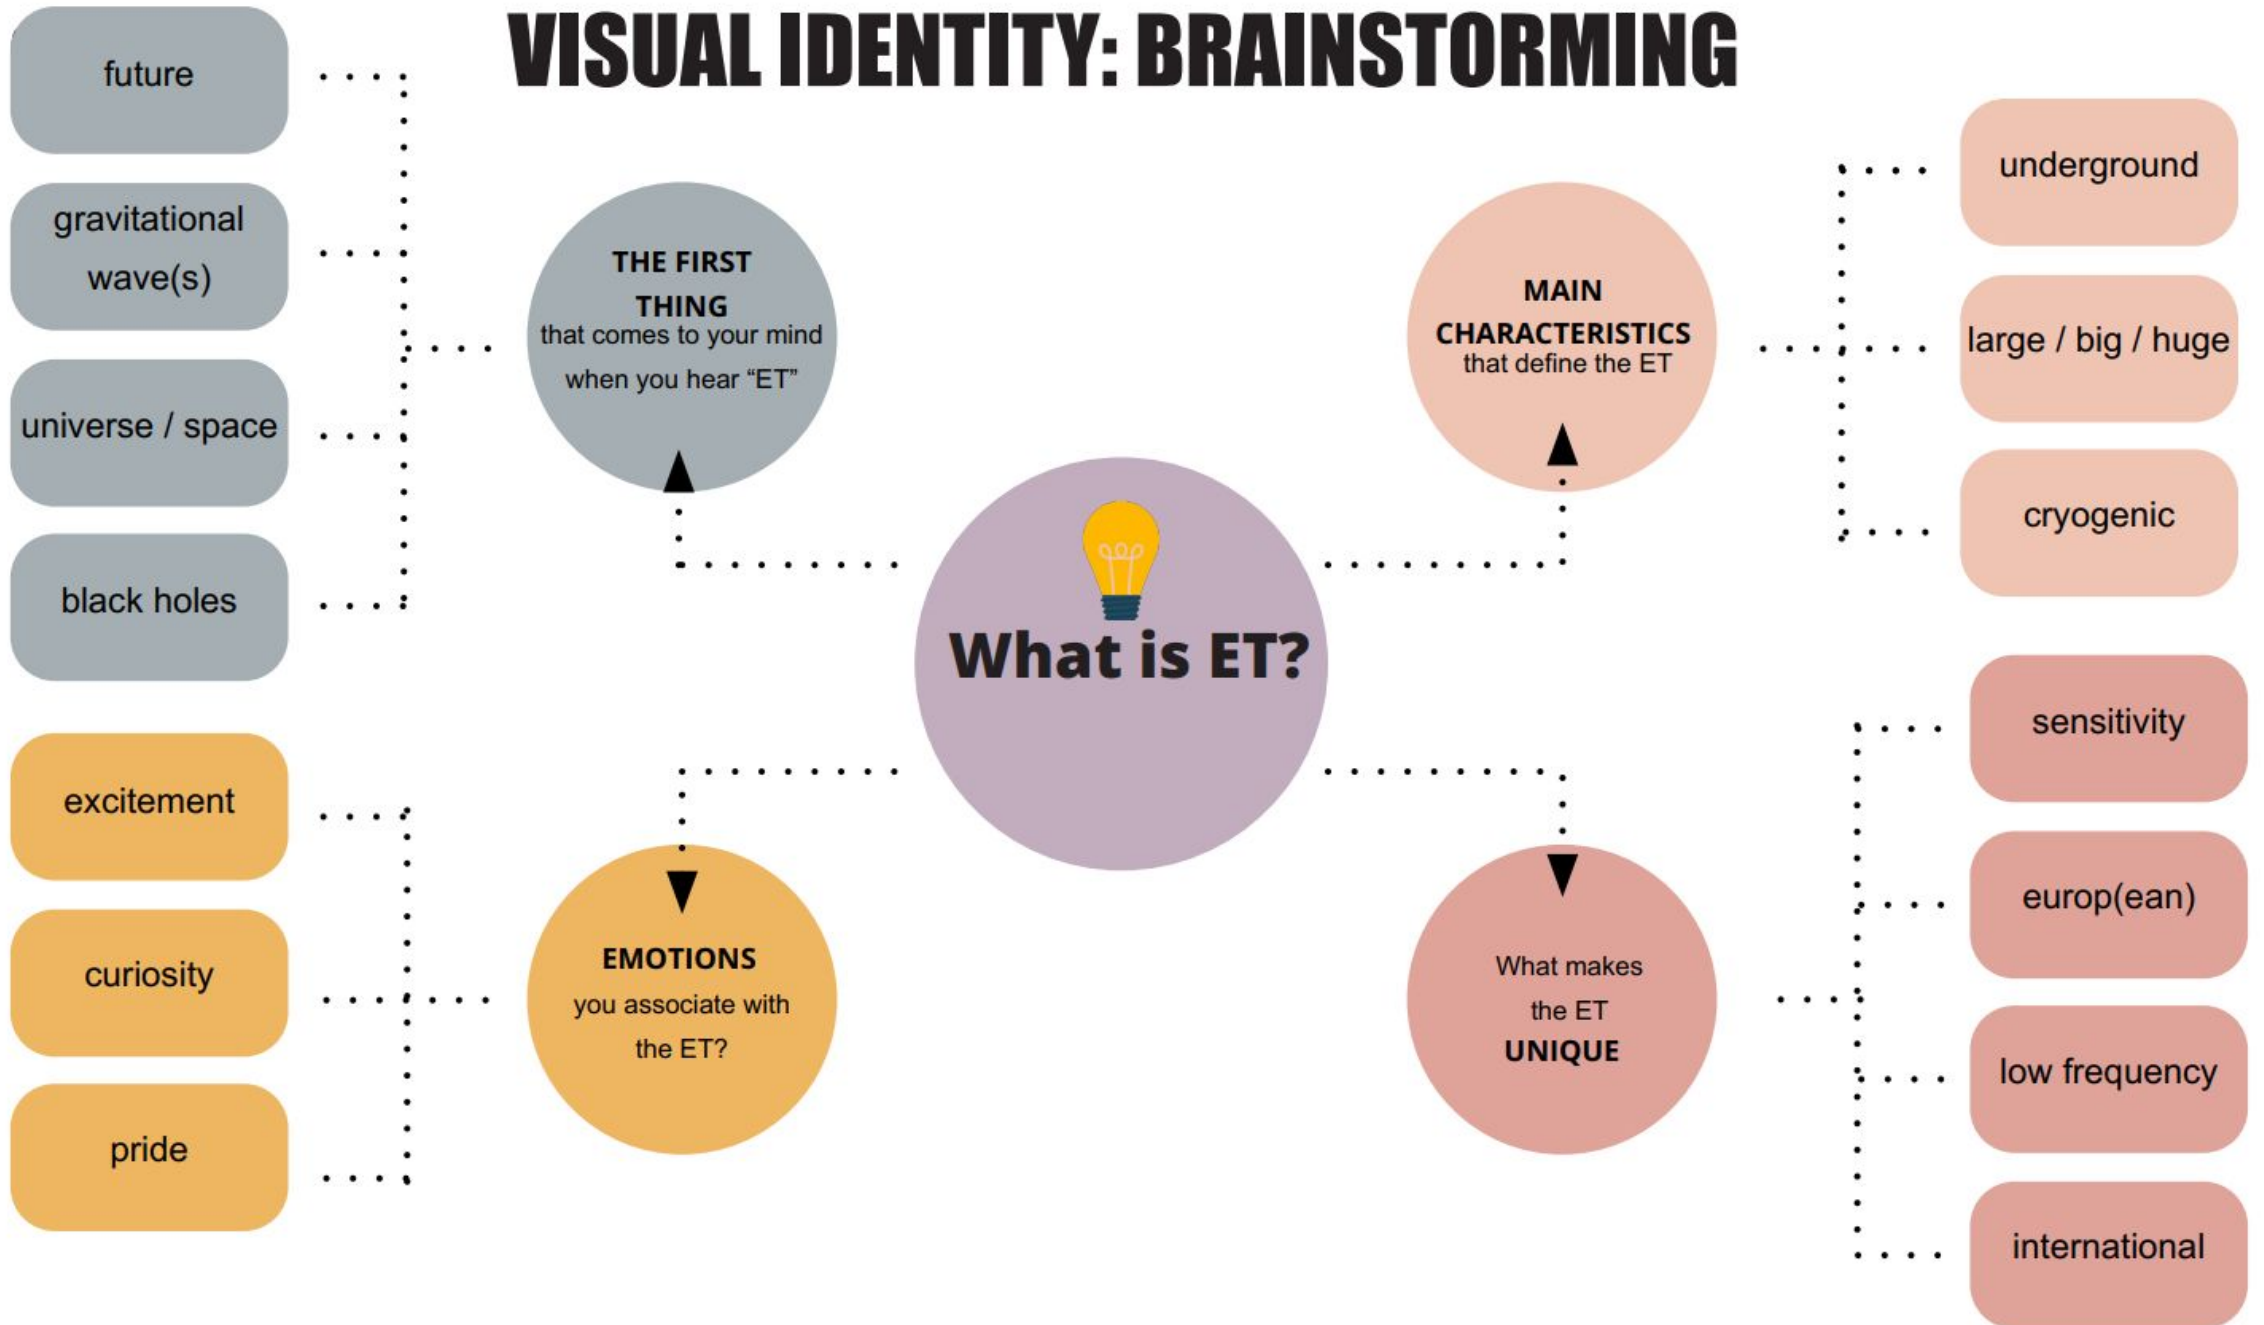 VISUAL IDENTITY: BRAINSTORMING
future
gravitational
wave(s)
universe / space
black holes
THE FIRST
THING
that comes to your mind
when you hear “ET”
MAIN
CHARACTERISTICS
that define the ET
underground
large / big / huge
cryogenic
What is ET?
excitement
curiosity
pride
EMOTIONS
you associate with
the ET?
What makes
the ET
UNIQUE
sensitivity
europ(ean)
low frequency
international